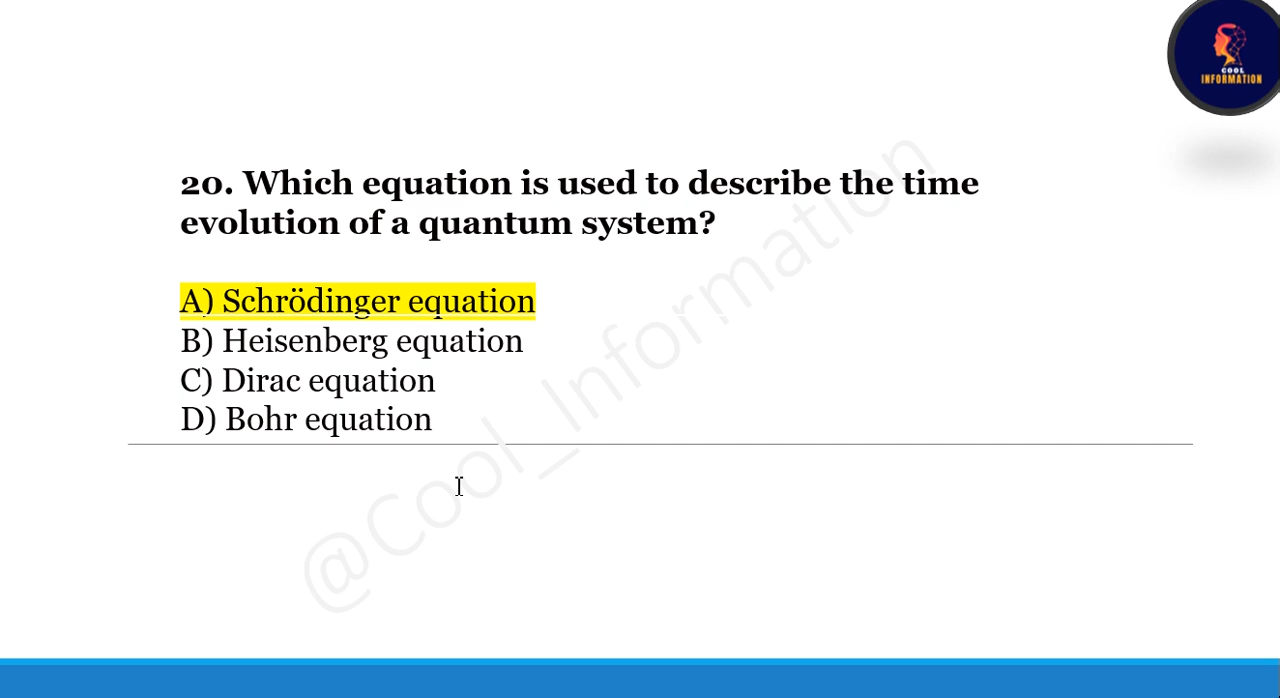 COOL
INFORMATION
20. Which equation is used to describe the time
evolution of a quantum system?
A) Schrödinger equation
B) Heisenberg equation
C) Dirac equation
D) Bohr equation
@Cool_Information